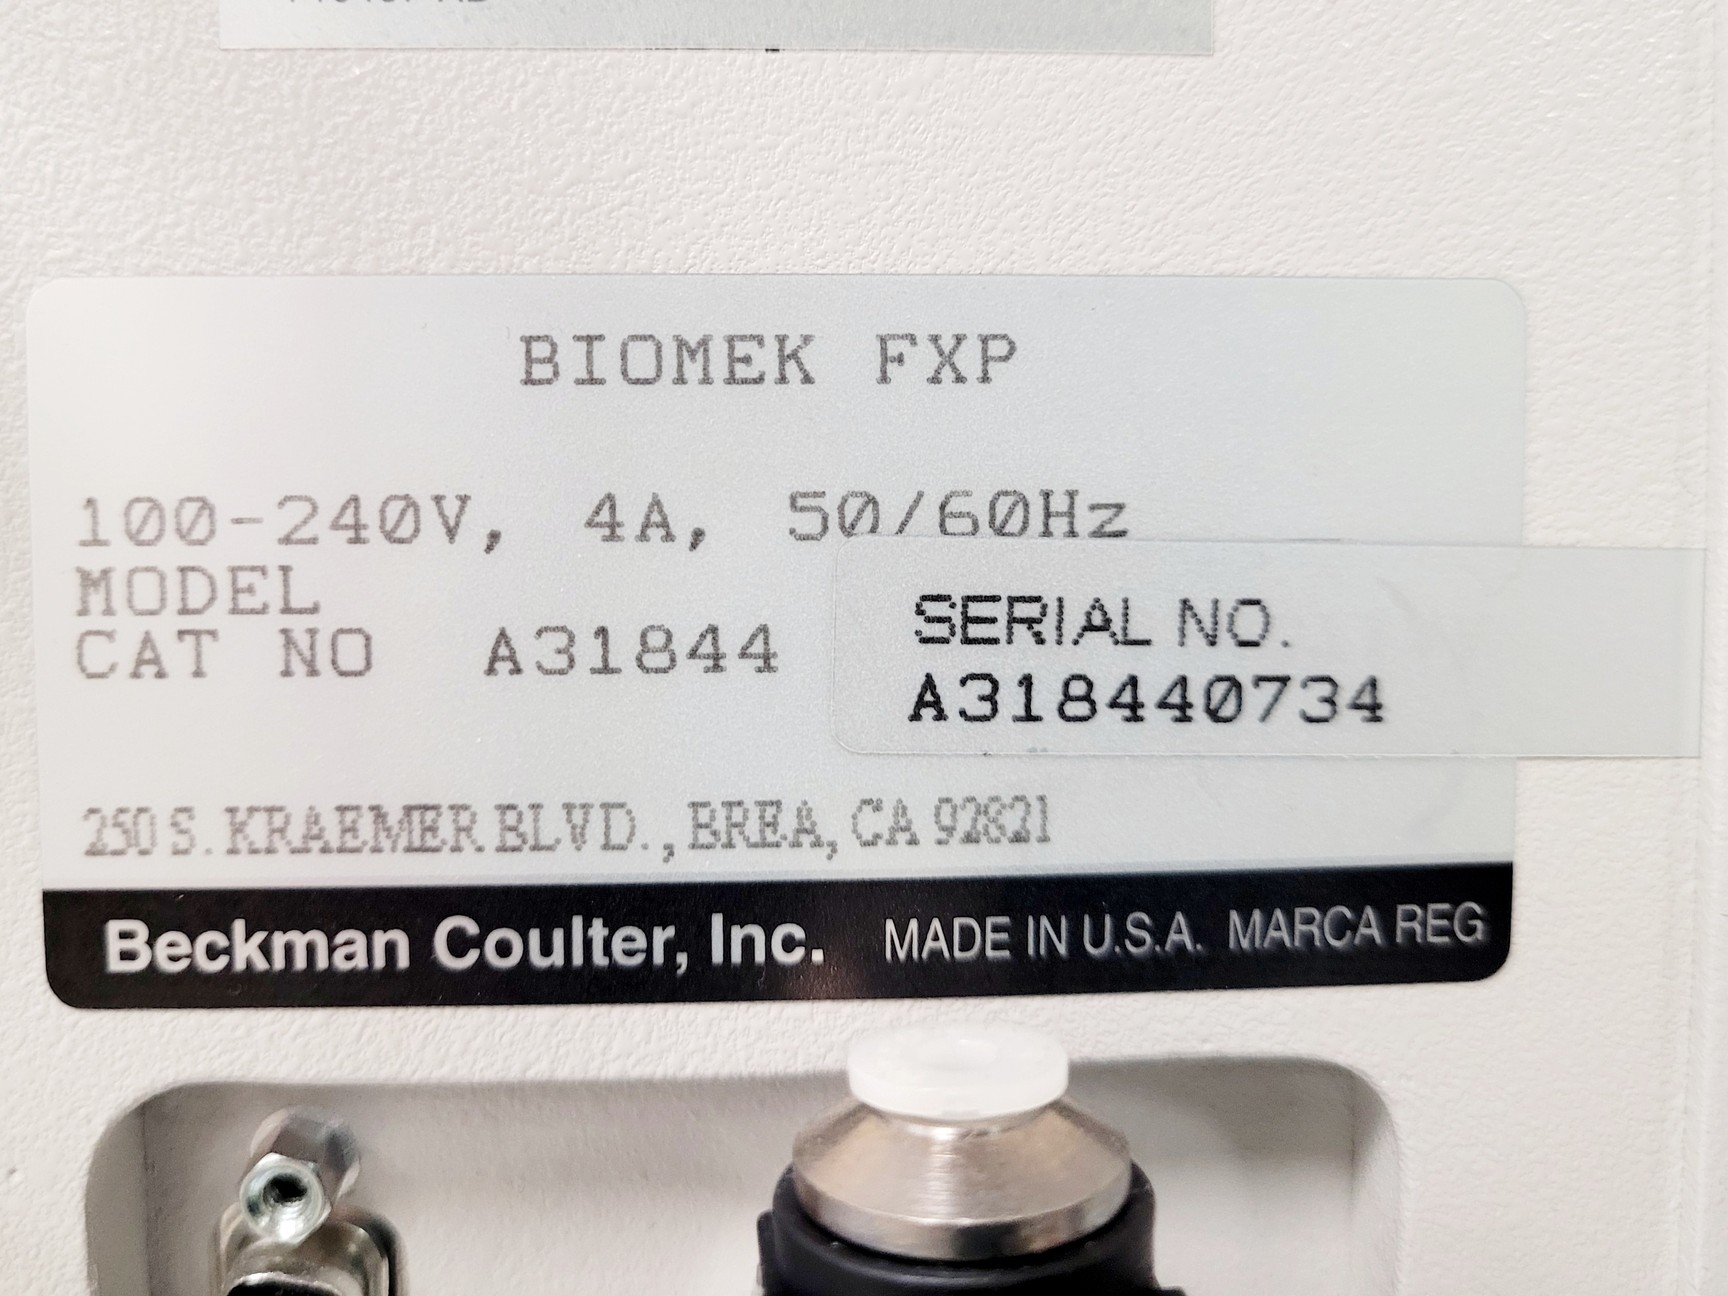 BIOMEK FXP
100-240V, 4A, 50/60Hz
MODEL
CAT NO A31844
SERIAL NO.
A318440734
250 S. KRAEMER BLVD., BREA, CA 92821
Beckman Coulter, Inc. MADE IN U.S.A. MARCA REG